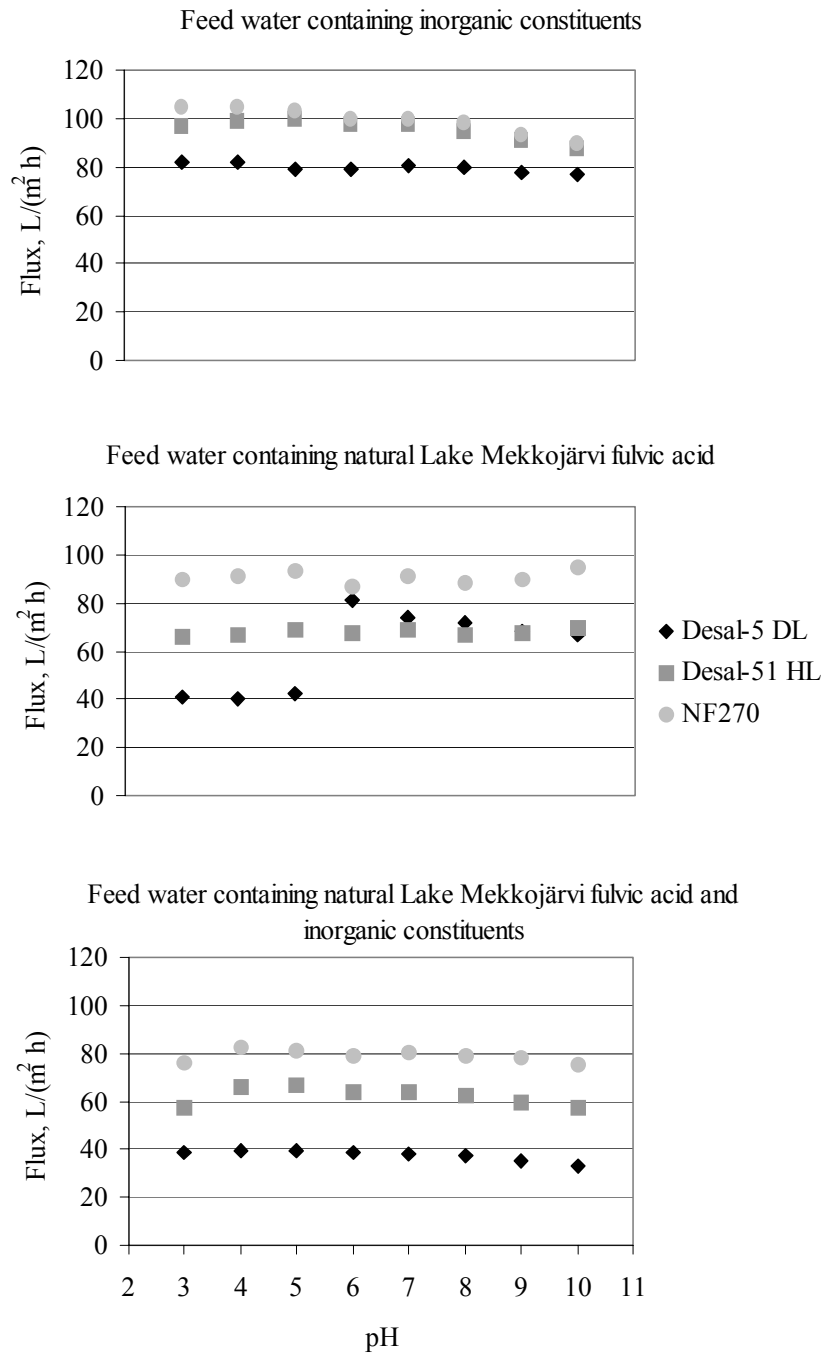 Feed water containing inorganic constituents
120
100
80
60
40
20
0
Flux, L/(m² h)
Feed water containing natural Lake Mekkojärvi fulvic acid
120
100
80
60
40
20
0
Flux, L/(m² h)
Desal-5 DL
Desal-51 HL
NF270
Feed water containing natural Lake Mekkojärvi fulvic acid and
inorganic constituents
120
100
80
60
40
20
0
Flux, L/(m² h)
2 3 4 5 6 7 8 9 10 11
pH